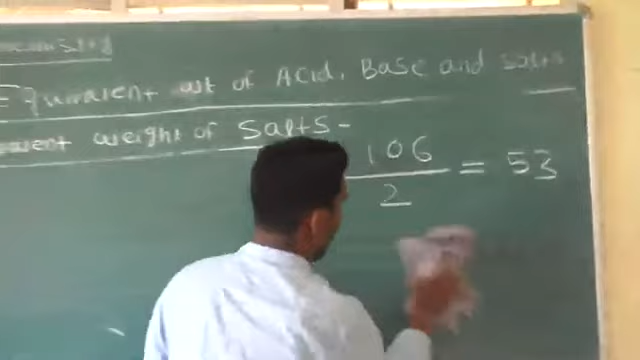 Equivalent wt of Acid, Base and salts
weight of Salts -
106
2
= 53